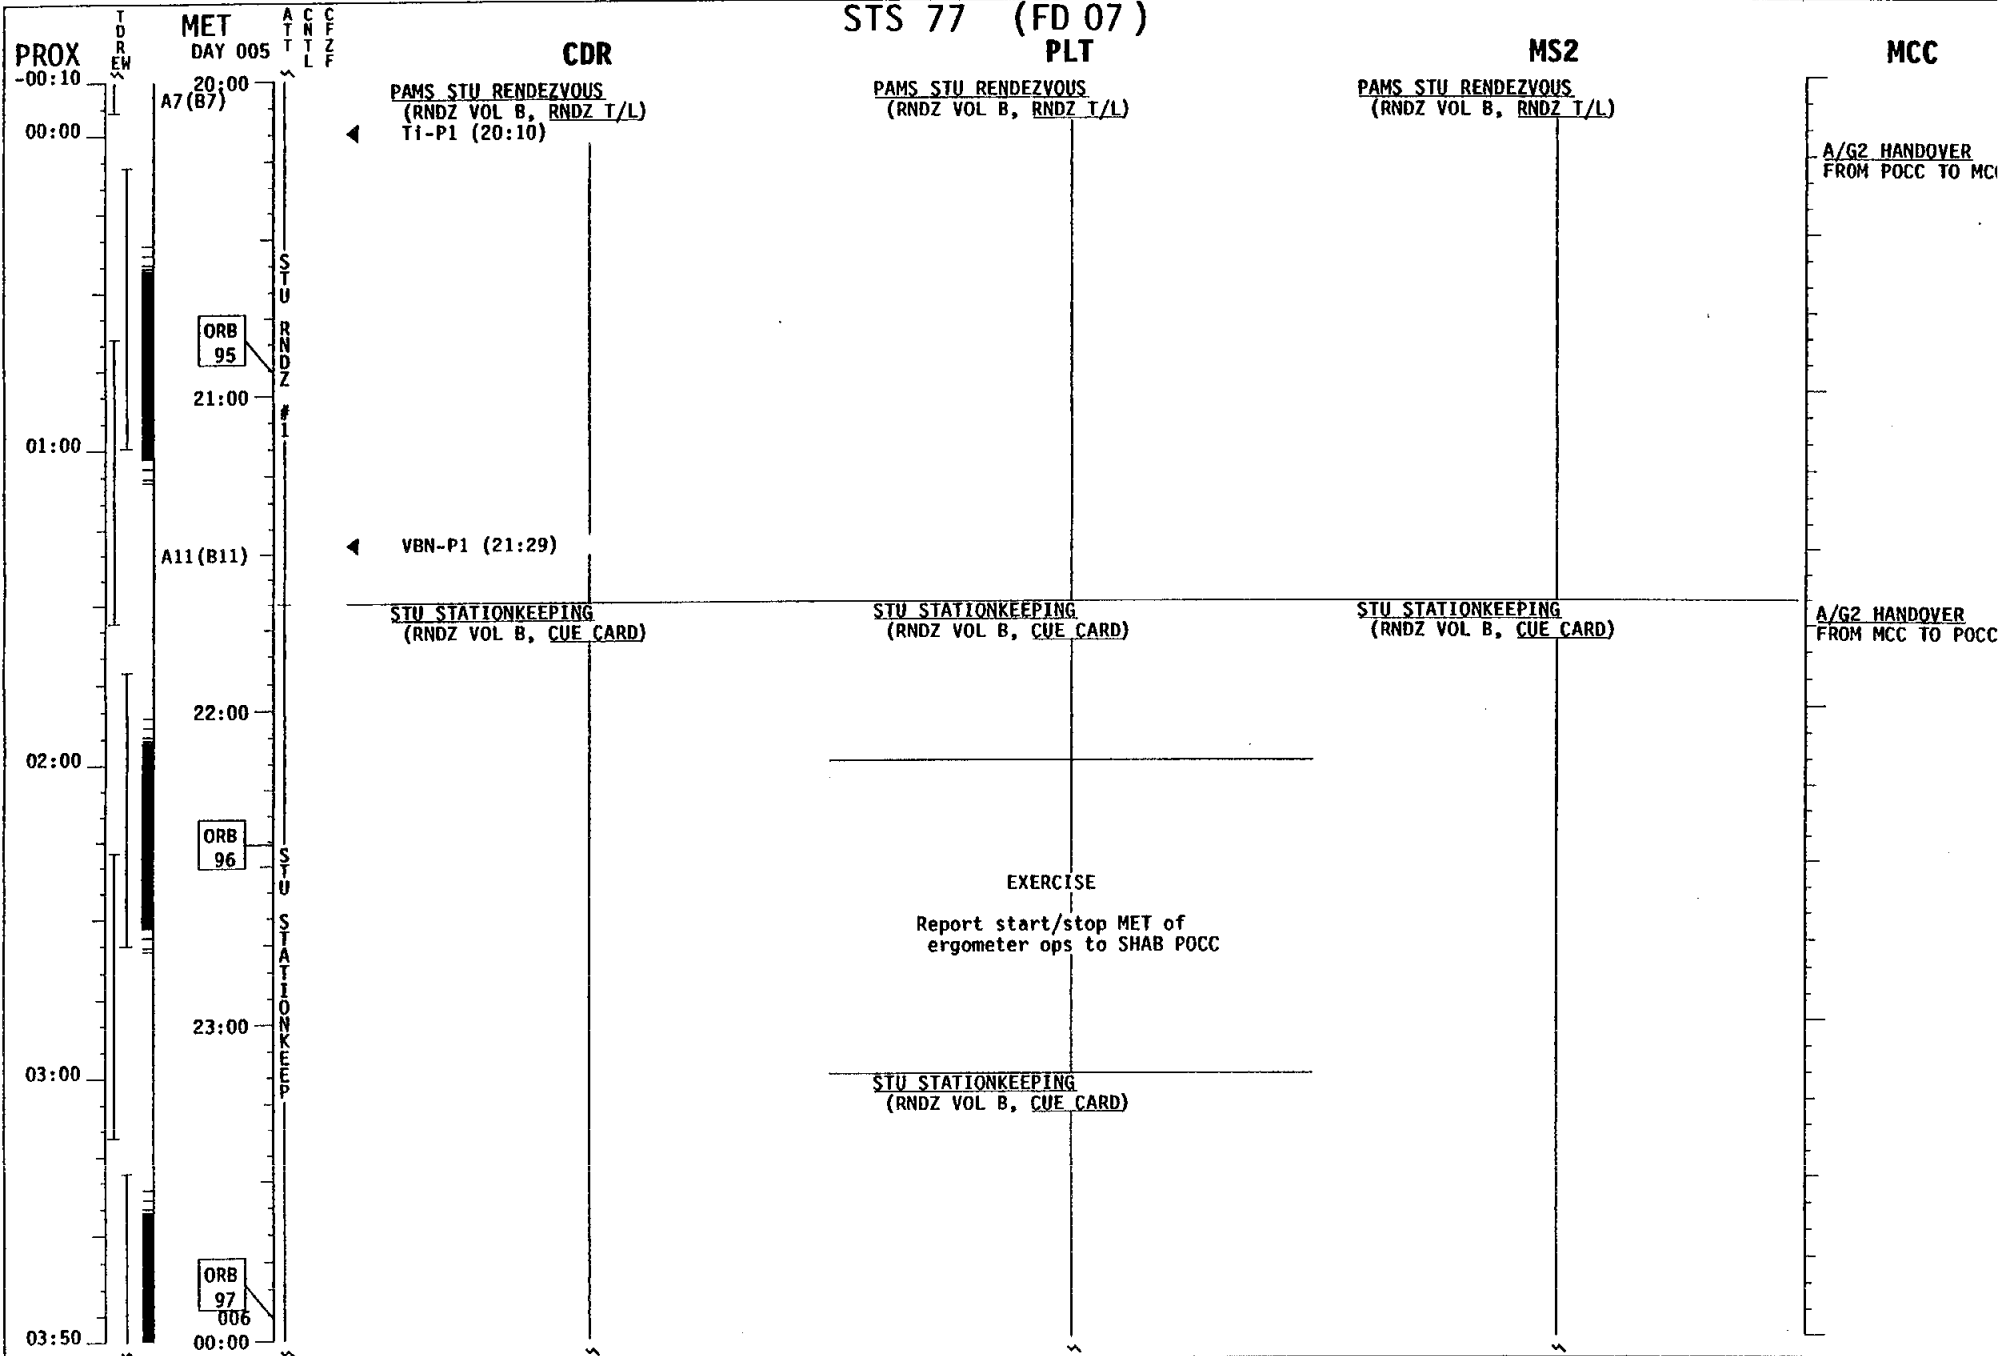 STS 77 (FD 07)
PROX
TDRE W
MET
DAY 005
ATT
CNTL
CFZF
CDR
PLT
MS2
MCC
-00:10
20:00
A7(B7)
PAMS STU RENDEZVOUS
(RNDZ VOL B, RNDZ T/L)
PAMS STU RENDEZVOUS
(RNDZ VOL B, RNDZ T/L)
PAMS STU RENDEZVOUS
(RNDZ VOL B, RNDZ T/L)
00:00
Ti-P1 (20:10)
A/G2 HANDOVER
FROM POCC TO MCC
STU RNDZ #1
ORB
95
21:00
01:00
A11(B11)
VBN-P1 (21:29)
STU STATIONKEEPING
(RNDZ VOL B, CUE CARD)
STU STATIONKEEPING
(RNDZ VOL B, CUE CARD)
STU STATIONKEEPING
(RNDZ VOL B, CUE CARD)
A/G2 HANDOVER
FROM MCC TO POCC
22:00
02:00
ORB
96
STU STATIONKEEP
EXERCISE
Report start/stop MET of
ergometer ops to SHAB POCC
23:00
03:00
STU STATIONKEEPING
(RNDZ VOL B, CUE CARD)
ORB
97
006
03:50
00:00